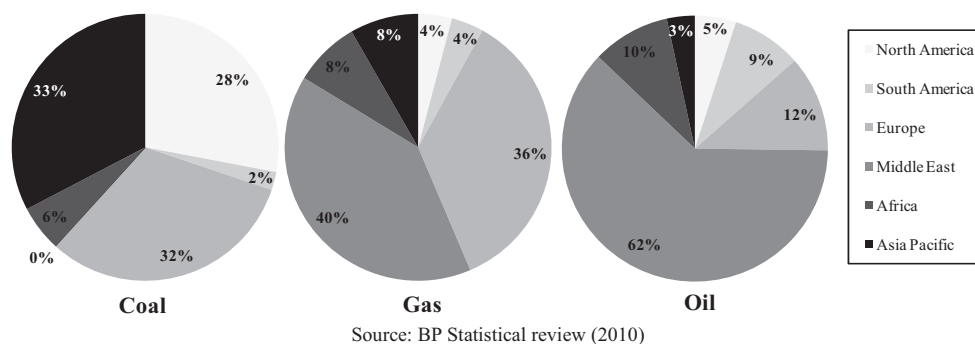 33%
28%
2%
32%
0%
6%
Coal
8%
4%
4%
36%
40%
8%
Gas
3%
5%
9%
12%
62%
10%
Oil
North America
South America
Europe
Middle East
Africa
Asia Pacific
Source: BP Statistical review (2010)